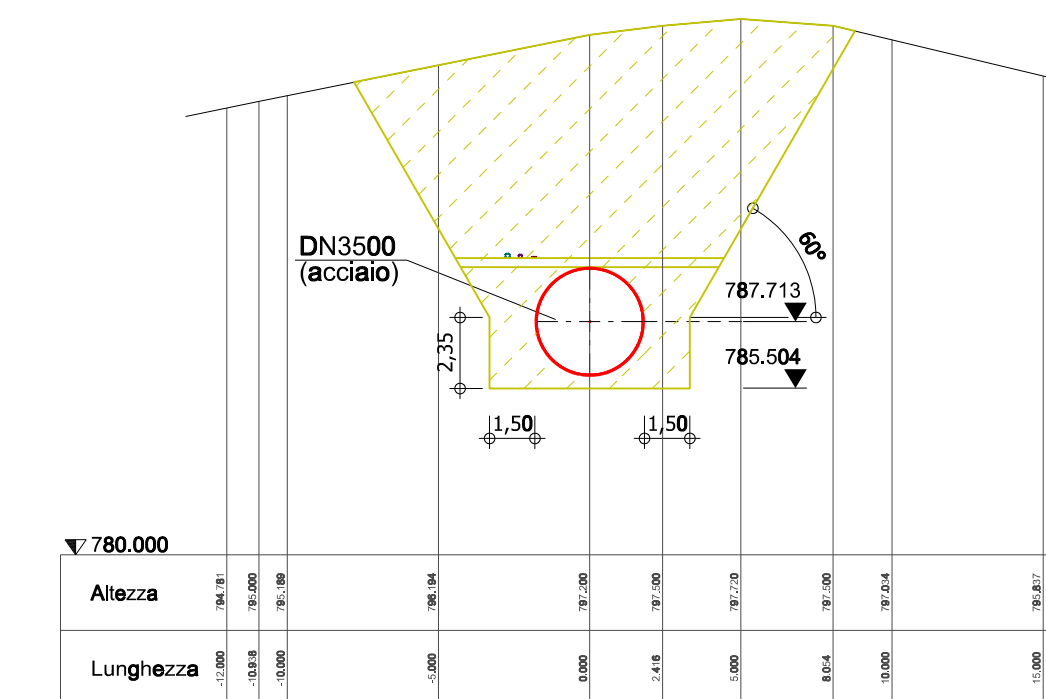 60°
DN3500
(acciaio)
787.713
2,35
785.504
1,50 1,50
780.000
Altezza 794.781 795.000 795.189 796.194 797.200 797.500 797.720 797.500 797.034 795.837
Lunghezza -12.000 -10.938 -10.000 -5.000 0.000 2.416 5.000 8.054 10.000 15.000